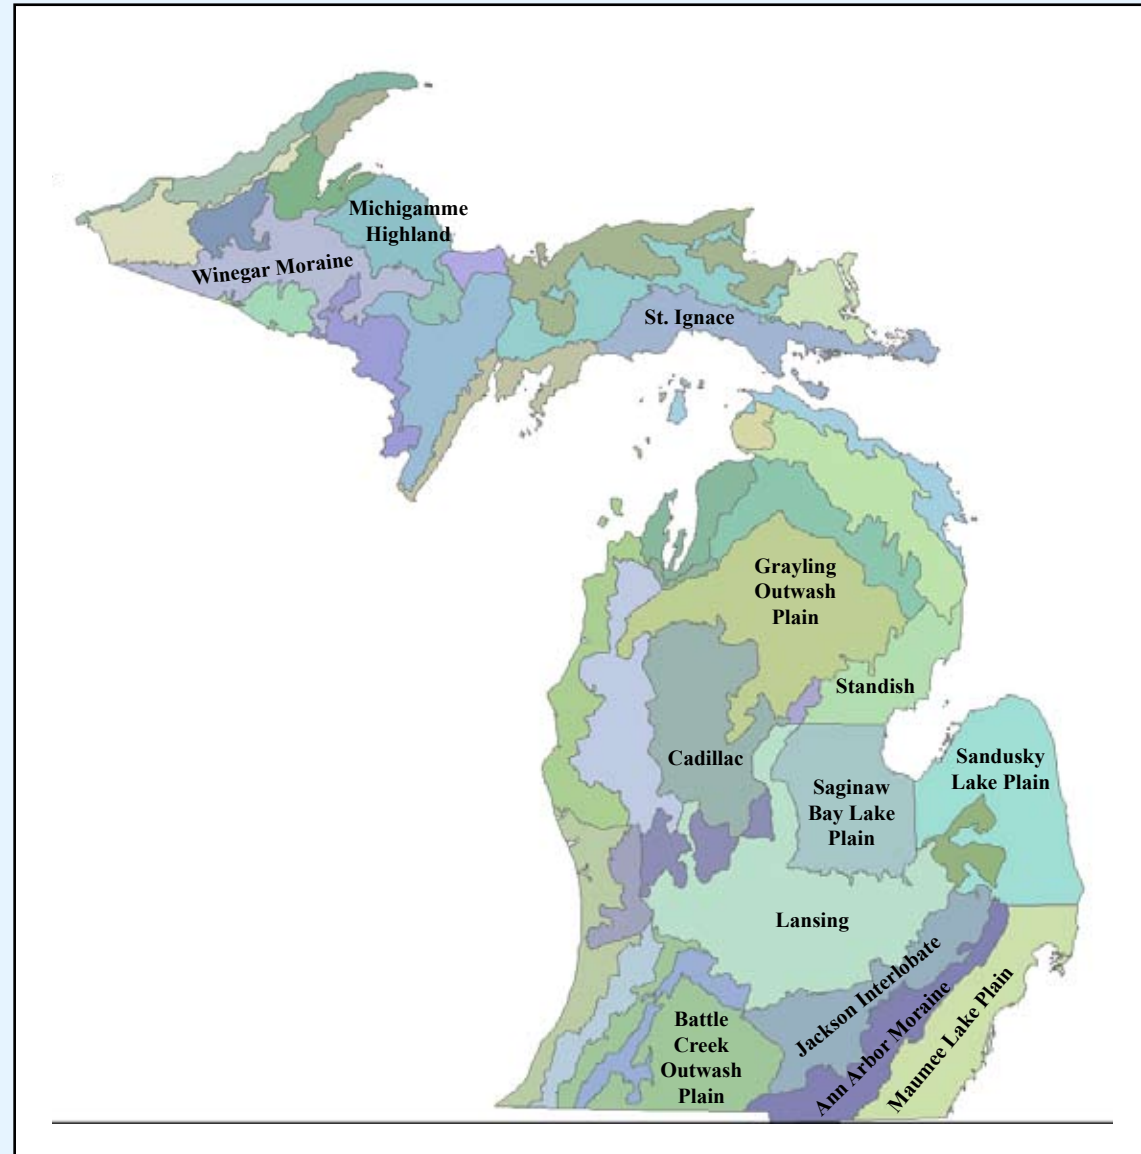 Michigamme
Highland
Winegar Moraine
St. Ignace
Grayling
Outwash
Plain
Standish
Cadillac
Sandusky
Lake Plain
Saginaw
Bay Lake
Plain
Lansing
Jackson Interlobate
Ann Arbor Moraine
Maumee Lake Plain
Battle
Creek
Outwash
Plain